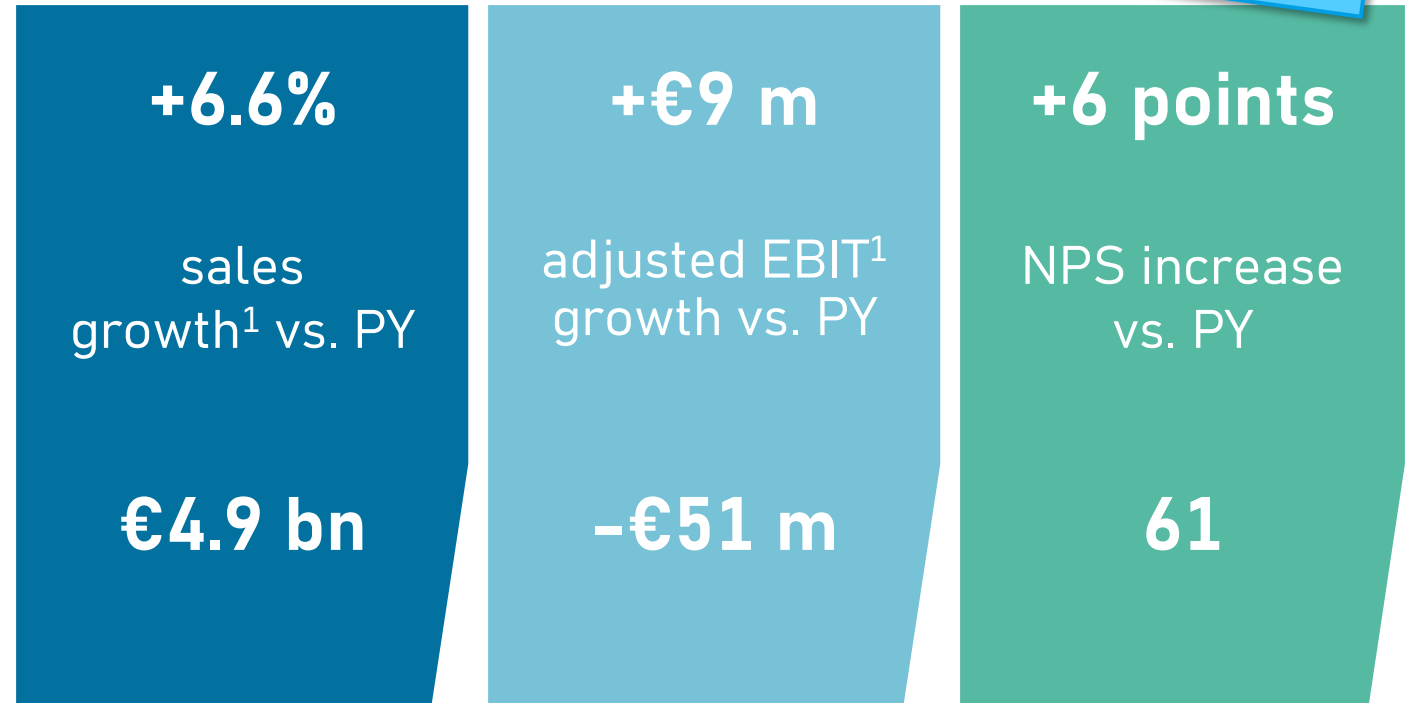 +6.6%
sales
growth¹ vs. PY
€4.9 bn
+€9 m
adjusted EBIT¹
growth vs. PY
-€51 m
+6 points
NPS increase
vs. PY
61